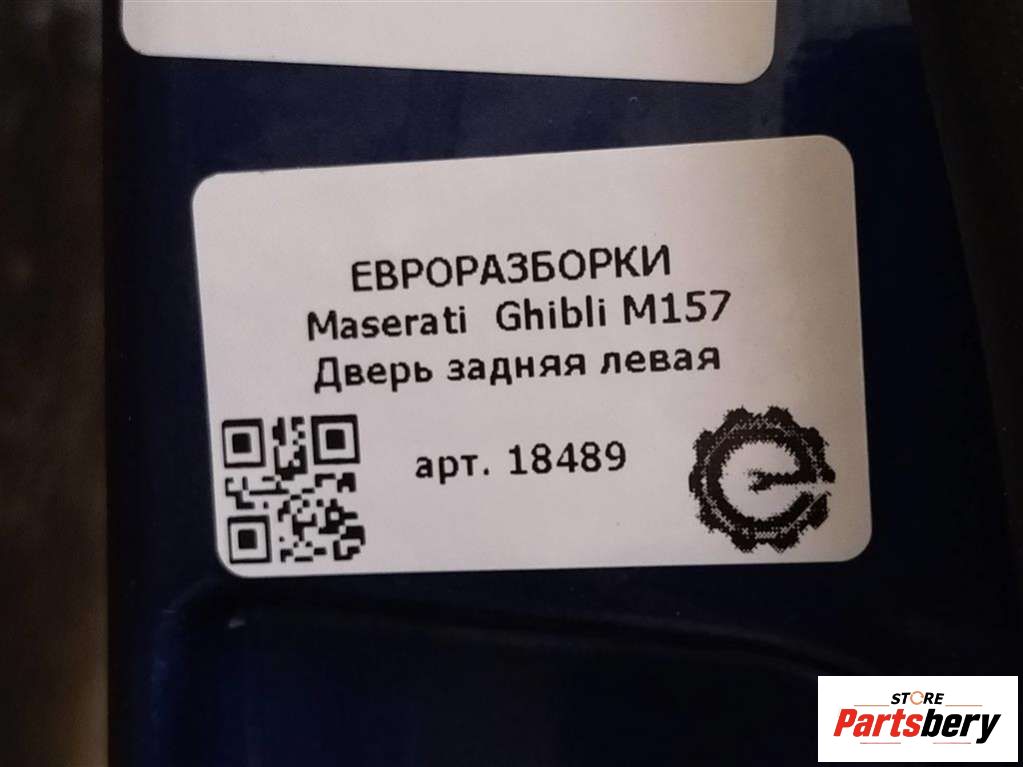 ЕВРОРАЗБОРКИ
Maserati Ghibli M157
Дверь задняя левая
арт. 18489
STORE
Partsbery